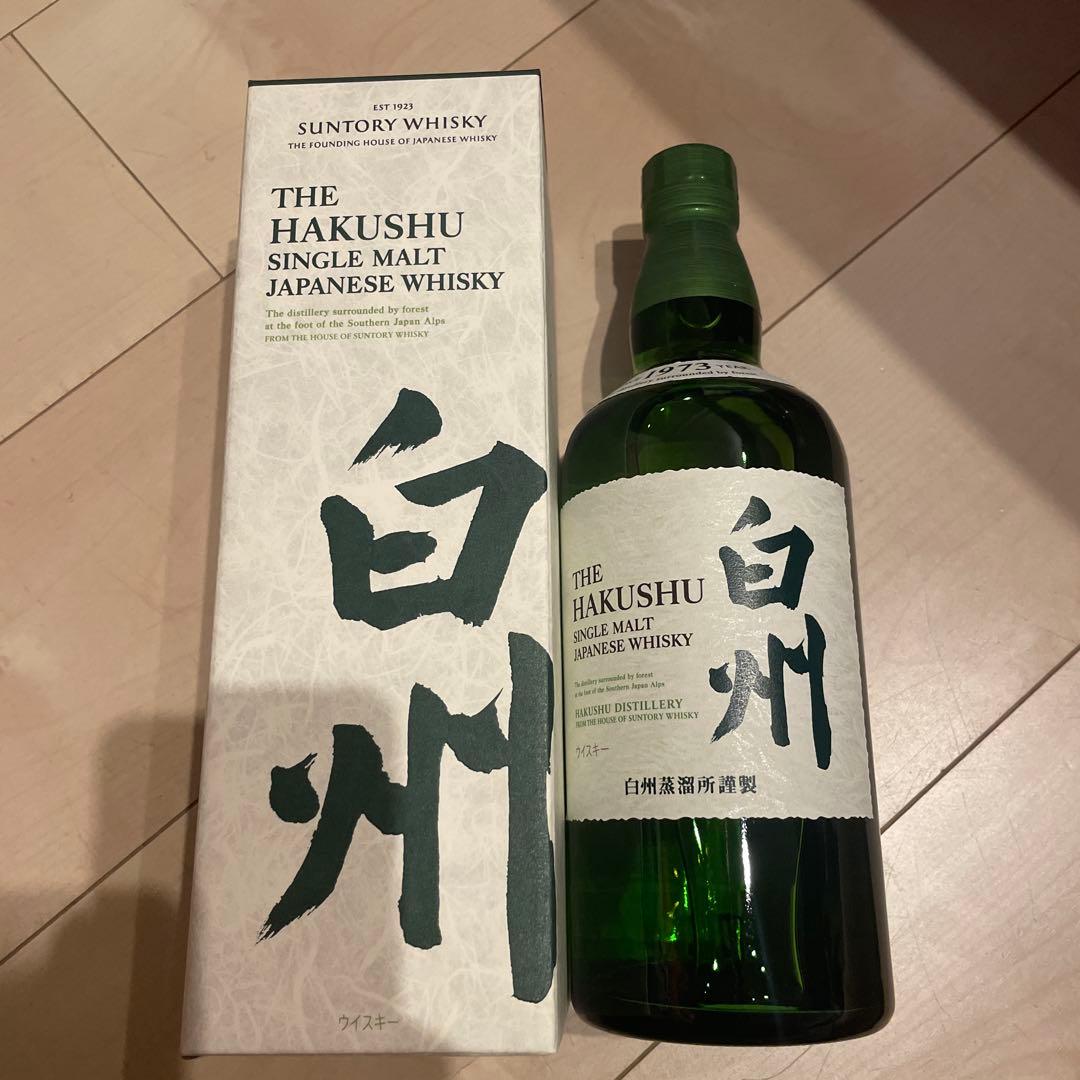 EST 1923
SUNTORY WHISKY
THE FOUNDING HOUSE OF JAPANESE WHISKY
THE
HAKUSHU
SINGLE MALT
JAPANESE WHISKY
The distillery surrounded by forest
at the foot of the Southern Japan Alps
FROM THE HOUSE OF SUNTORY WHISKY
白州
ウイスキー
1973 YEAR
surrounded by
白州
THE
HAKUSHU
SINGLE MALT
JAPANESE WHISKY
The distillery surrounded by forest
at the foot of the Southern Japan Alps
HAKUSHU DISTILLERY
FROM THE HOUSE OF SUNTORY WHISKY
ウイスキー
白州蒸溜所謹製